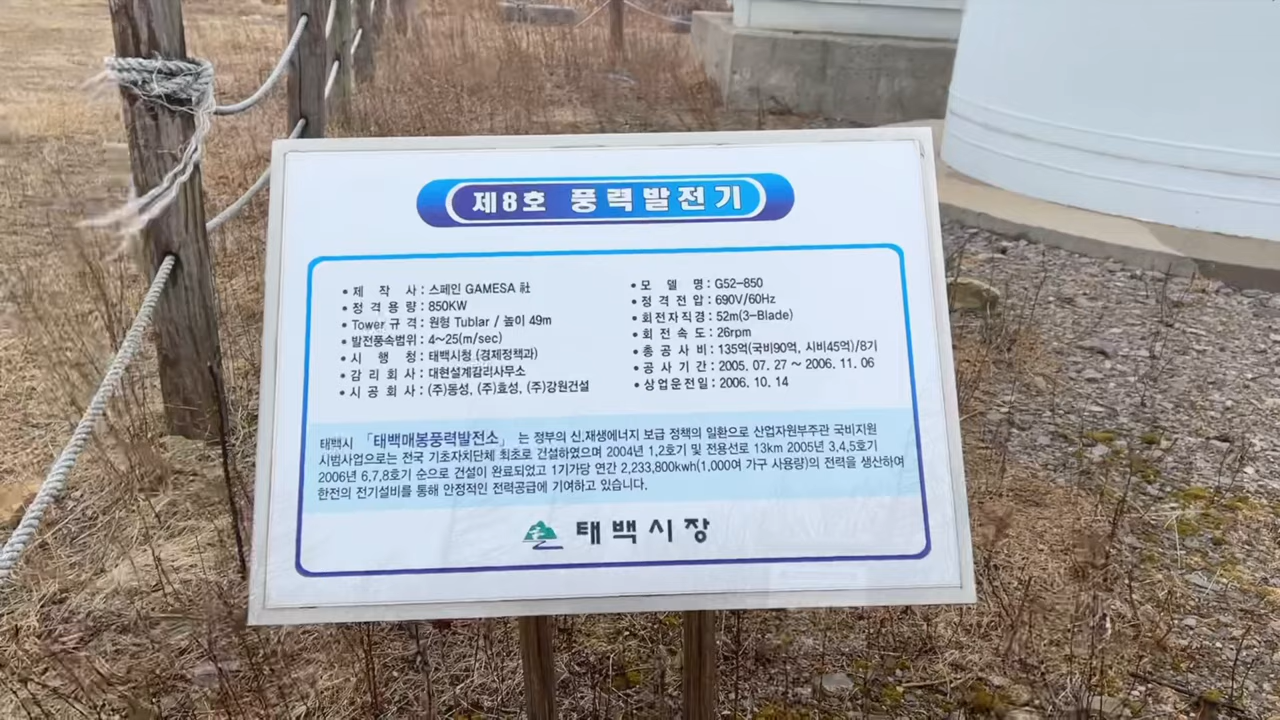 제8호 풍력발전기
• 제 작 사 : 스페인 GAMESA 社
• 정 격 용 량 : 850KW
• Tower 규 격 : 원형 Tublar / 높이 49m
• 발전풍속범위 : 4~25(m/sec)
• 시 행 청 : 태백시청 (경제정책과)
• 감 리 회 사 : 대현설계감리사무소
• 시 공 회 사 : (주)동성, (주)효성, (주)강원건설
• 모 델 명 : G52-850
• 정 격 전 압 : 690V/60Hz
• 회전자직경 : 52m(3-Blade)
• 회 전 속 도 : 26rpm
• 총 공 사 비 : 135억(국비90억, 시비45억)/8기
• 공 사 기 간 : 2005. 07. 27 ~ 2006. 11. 06
• 상업운전일 : 2006. 10. 14
태백시 「태백매봉풍력발전소」 는 정부의 신.재생에너지 보급 정책의 일환으로 산업자원부주관 국비지원
시범사업으로는 전국 기초자치단체 최초로 건설하였으며 2004년 1,2호기 및 전용선로 13km 2005년 3,4,5호기
2006년 6,7,8호기 순으로 건설이 완료되었고 1기가당 연간 2,233,800kwh(1,000여 가구 사용량)의 전력을 생산하여
한전의 전기설비를 통해 안정적인 전력공급에 기여하고 있습니다.
태백시장